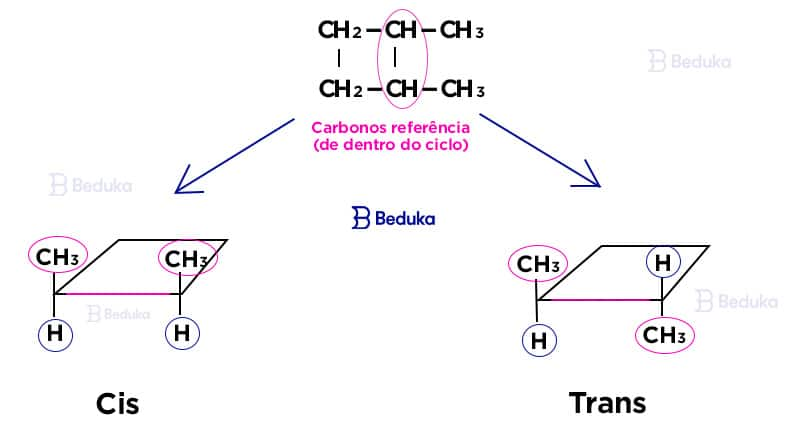 CH2–CH–CH3
CH2–CH–CH3
Carbonos referência
(de dentro do ciclo)
Beduka
Beduka
Beduka
CH3 CH3
Beduka
H H
Cis
CH3 H
Beduka
H CH3
Trans